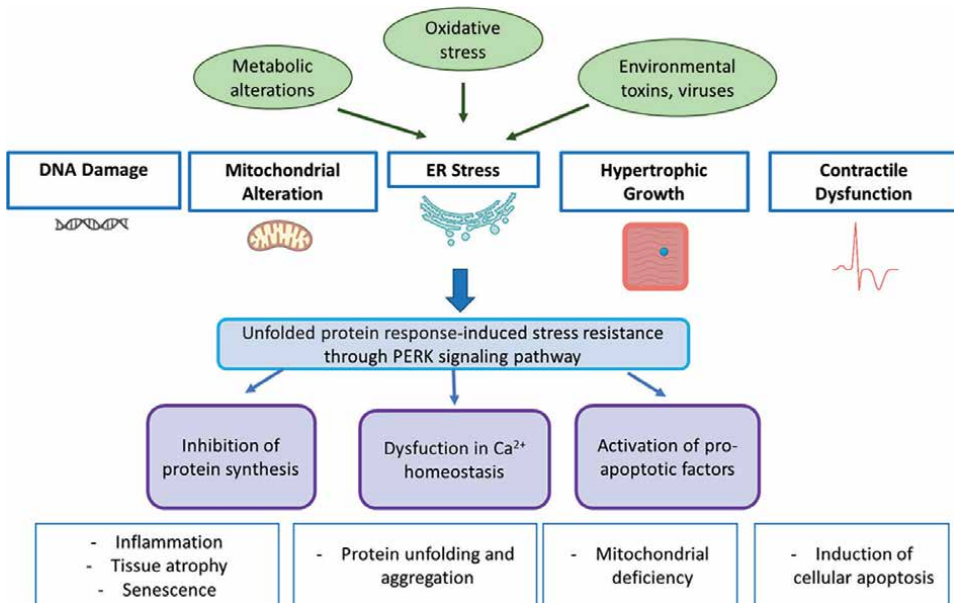 Oxidative
stress
Metabolic
alterations
Environmental
toxins, viruses
DNA Damage
Mitochondrial
Alteration
ER Stress
Hypertrophic
Growth
Contractile
Dysfunction
Unfolded protein response-induced stress resistance
through PERK signaling pathway
Inhibition of
protein synthesis
Dysfuction in Ca²⁺
homeostasis
Activation of pro-
apoptotic factors
- Inflammation
- Tissue atrophy
- Senescence
- Protein unfolding and
aggregation
- Mitochondrial
deficiency
- Induction of
cellular apoptosis